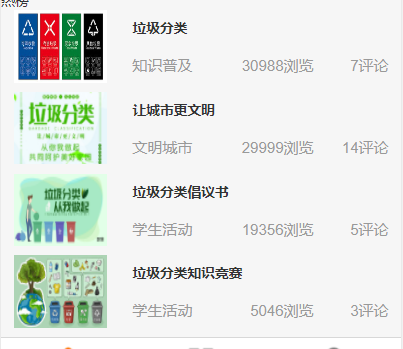 热榜
垃圾分类
知识普及 30988浏览 7评论
垃圾分类
让城市更文明
文明城市 29999浏览 14评论
垃圾分类
从我做起
垃圾分类倡议书
学生活动 19356浏览 5评论
垃圾分类知识竞赛
学生活动 5046浏览 3评论